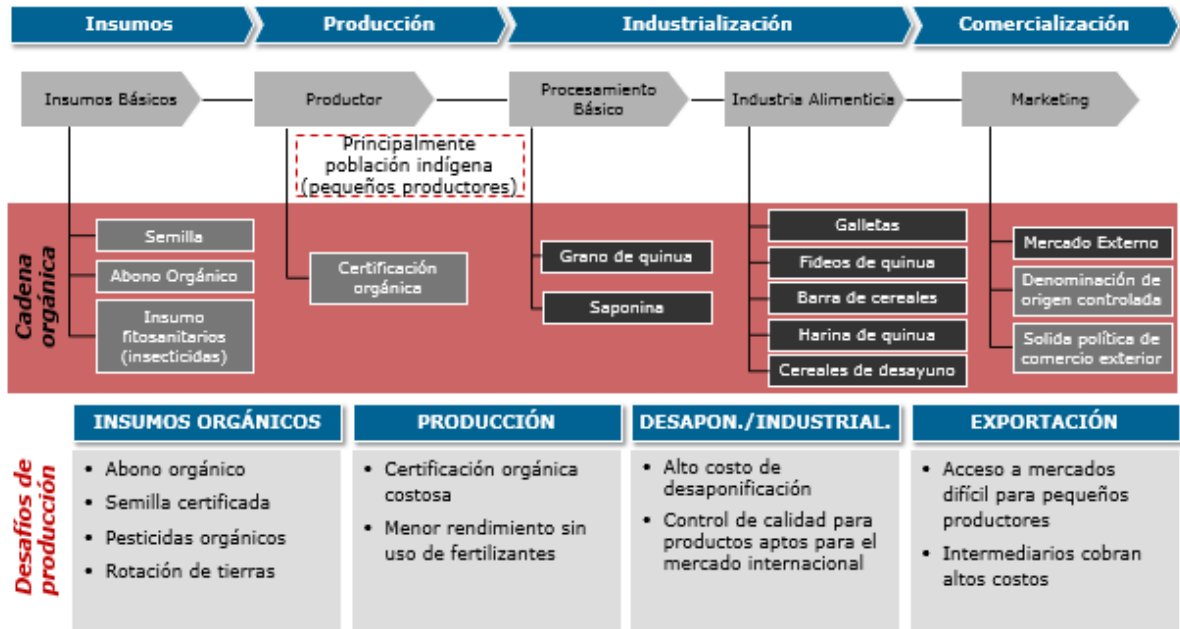 Insumos
Producción
Industrialización
Comercialización
Insumos Básicos
Productor
Procesamiento
Básico
Industria Alimenticia
Marketing
Principalmente
población indígena
(pequeños productores)
Cadena
orgánica
Semilla
Abono Orgánico
Insumo
fitosanitarios
(insecticidas)
Certificación
orgánica
Grano de quinua
Saponina
Galletas
Fideos de quinua
Barra de cereales
Harina de quinua
Cereales de desayuno
Mercado Externo
Denominación de
origen controlada
Solida política de
comercio exterior
Desafíos de
producción
INSUMOS ORGÁNICOS
• Abono orgánico
• Semilla certificada
• Pesticidas orgánicos
• Rotación de tierras
PRODUCCIÓN
• Certificación orgánica
costosa
• Menor rendimiento sin
uso de fertilizantes
DESAPON./INDUSTRIAL.
• Alto costo de
desaponificación
• Control de calidad para
productos aptos para el
mercado internacional
EXPORTACIÓN
• Acceso a mercados
difícil para pequeños
productores
• Intermediarios cobran
altos costos